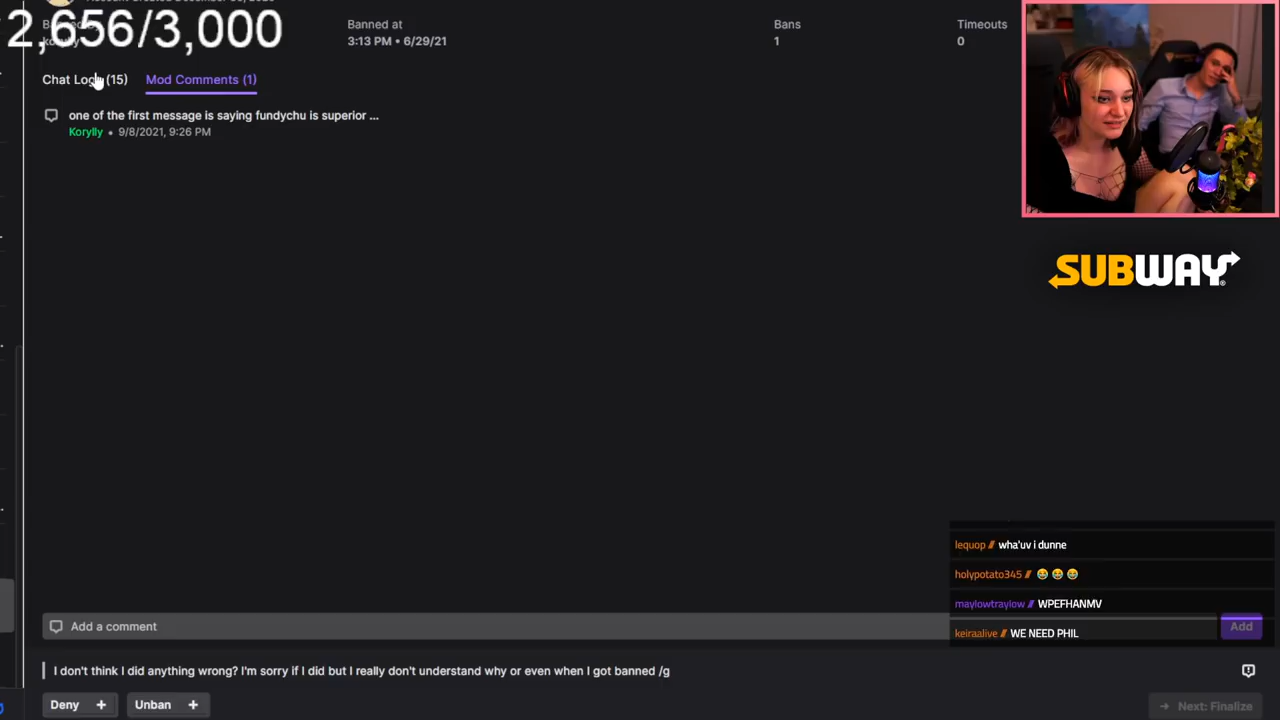 2,656/3,000
Banned at
3:13 PM • 6/29/21
Bans
1
Timeouts
0
Chat Logs (15)
Mod Comments (1)
one of the first message is saying fundychu is superior ...
Korylly • 9/8/2021, 9:26 PM
SUBWAY
lequop // wha'uv i dunne
holypotato345 // 😂 😂 😂
maylowtraylow // WPEFHANMV
keiraalive // WE NEED PHIL
Add a comment
Add
I don't think I did anything wrong? I'm sorry if I did but I really don't understand why or even when I got banned /g
Deny +
Unban +
Next: Finalize